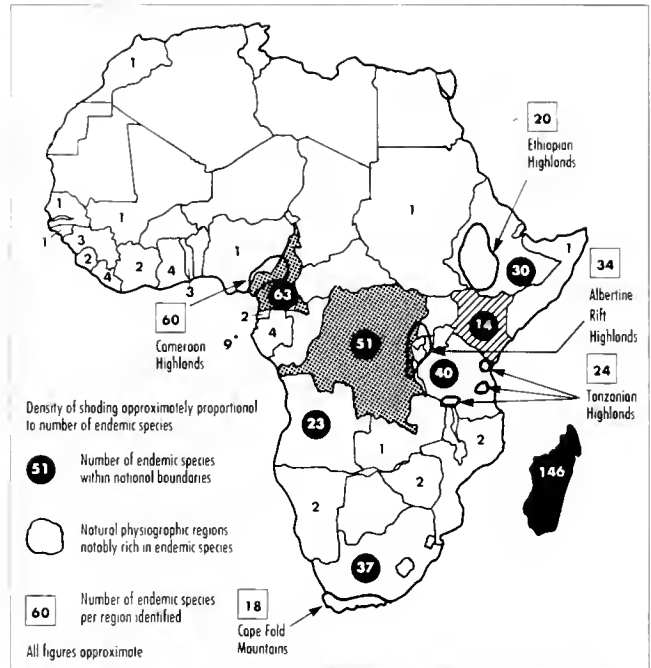 1
20
Ethiopian
Highlands
1
1
1
1
1
3
2
4
2
4
3
1
30
34
Albertine
Rift
Highlands
63
14
60
Cameroon
Highlands
2
9
4
51
40
24
Tanzanian
Highlands
Density of shading approximately proportional
to number of endemic species
23
51
Number of endemic species
within national boundaries
1
2
146
2
2
Natural physiographic regions
notably rich in endemic species
37
60
Number of endemic species
per region identified
18
Cape Fold
Mountains
All figures approximate